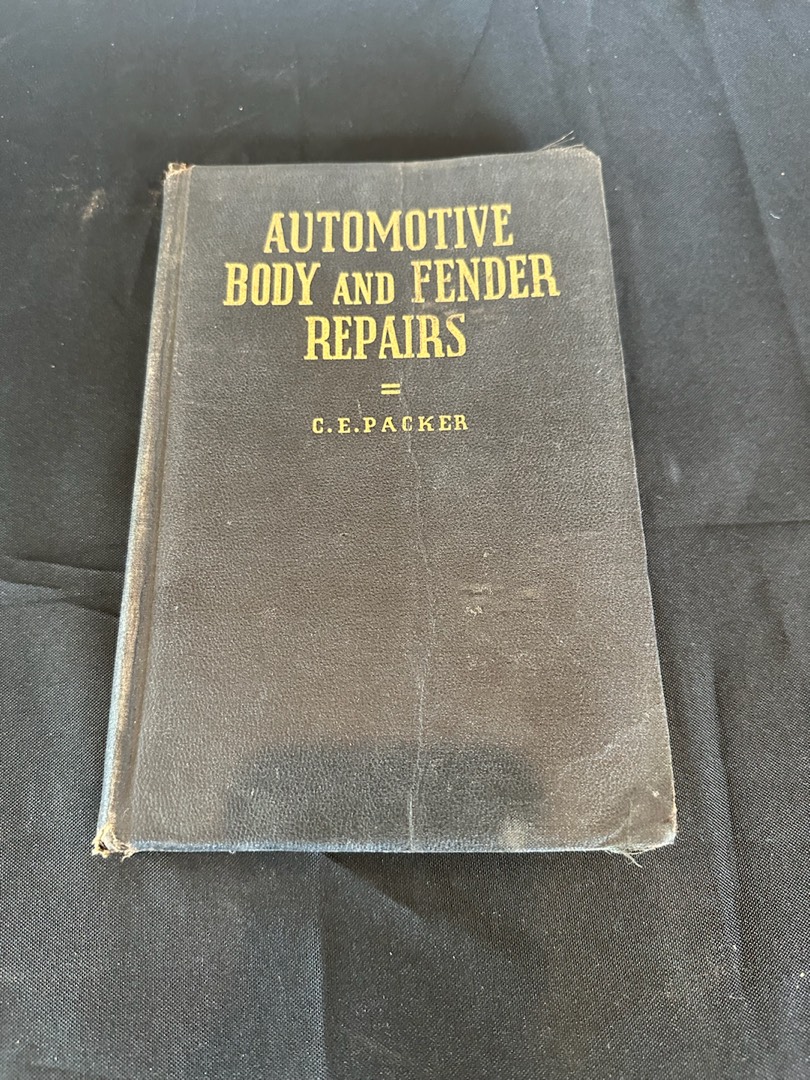 AUTOMOTIVE
BODY AND FENDER
REPAIRS
=
C.E.PACKER